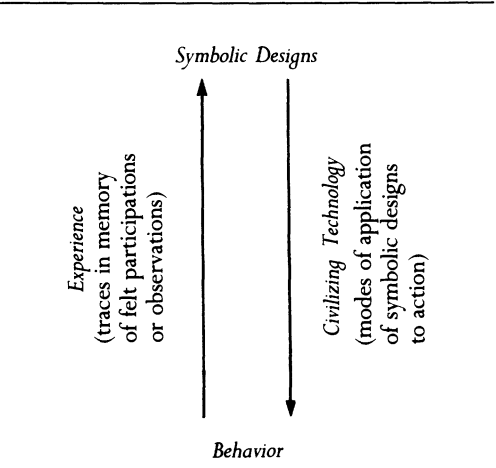 Symbolic Designs
Experience
(traces in memory
of felt participations
or observations)
Civilizing Technology
(modes of application
of symbolic designs
to action)
Behavior